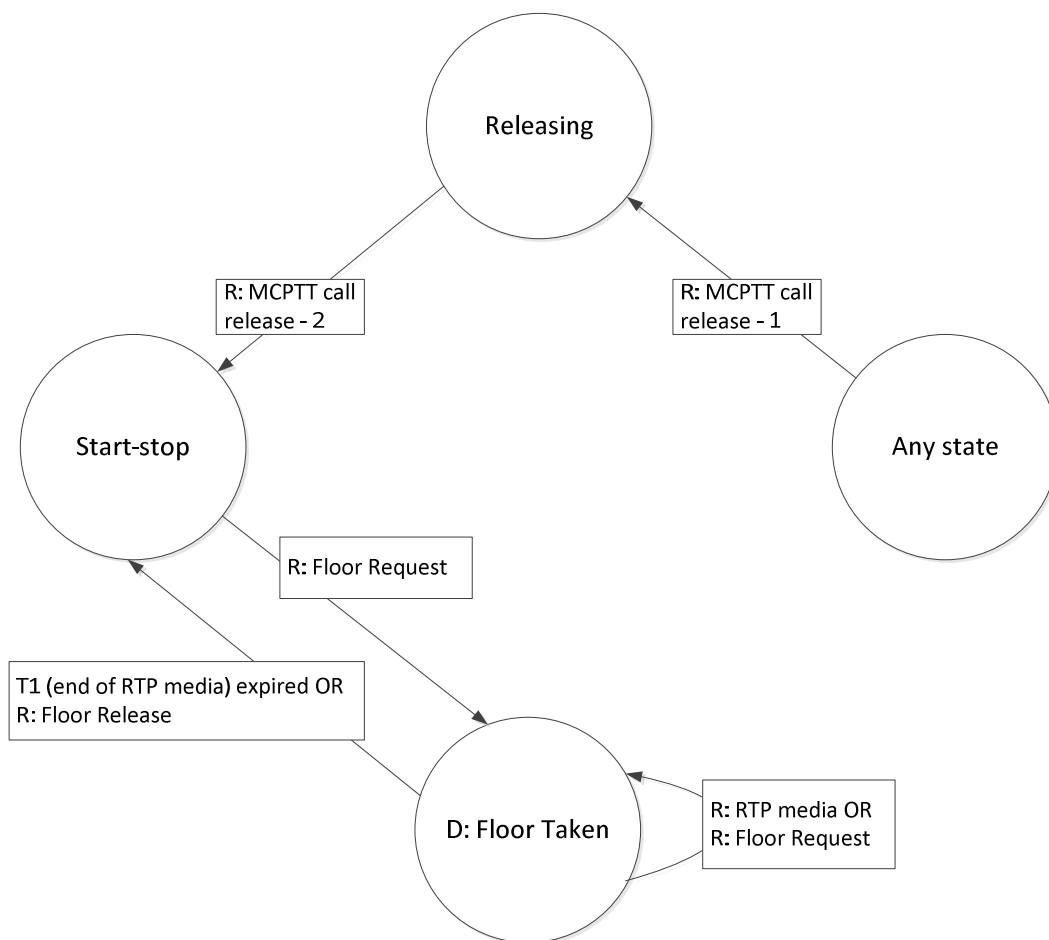 Releasing
R: MCPTT call
release - 2
R: MCPTT call
release - 1
Start-stop
Any state
R: Floor Request
T1 (end of RTP media) expired OR
R: Floor Release
D: Floor Taken
R: RTP media OR
R: Floor Request